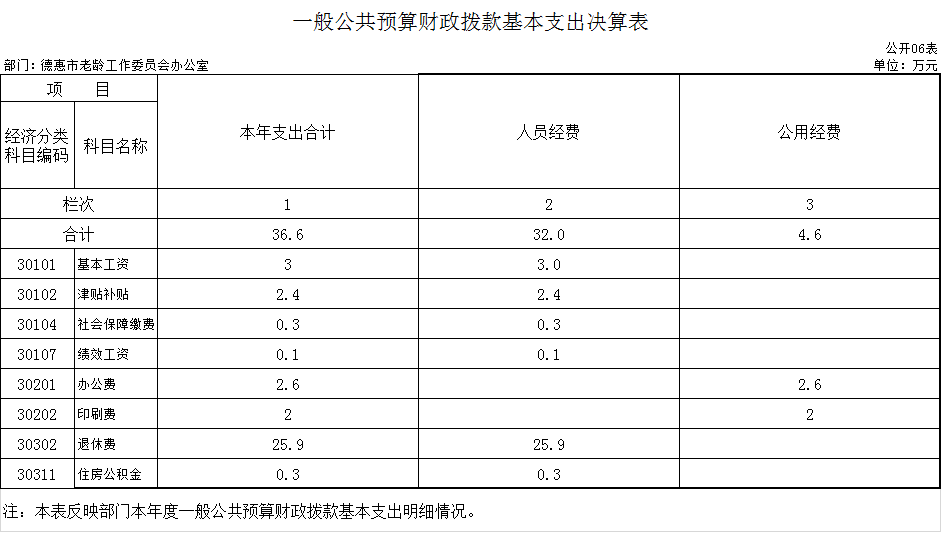 一般公共预算财政拨款基本支出决算表
公开06表
部门：德惠市老龄工作委员会办公室 单位：万元
项 目 本年支出合计 人员经费 公用经费
经济分类科目编码 科目名称
栏次 1 2 3
合计 36.6 32.0 4.6
30101 基本工资 3 3.0
30102 津贴补贴 2.4 2.4
30104 社会保障缴费 0.3 0.3
30107 绩效工资 0.1 0.1
30201 办公费 2.6 2.6
30202 印刷费 2 2
30302 退休费 25.9 25.9
30311 住房公积金 0.3 0.3
注：本表反映部门本年度一般公共预算财政拨款基本支出明细情况。